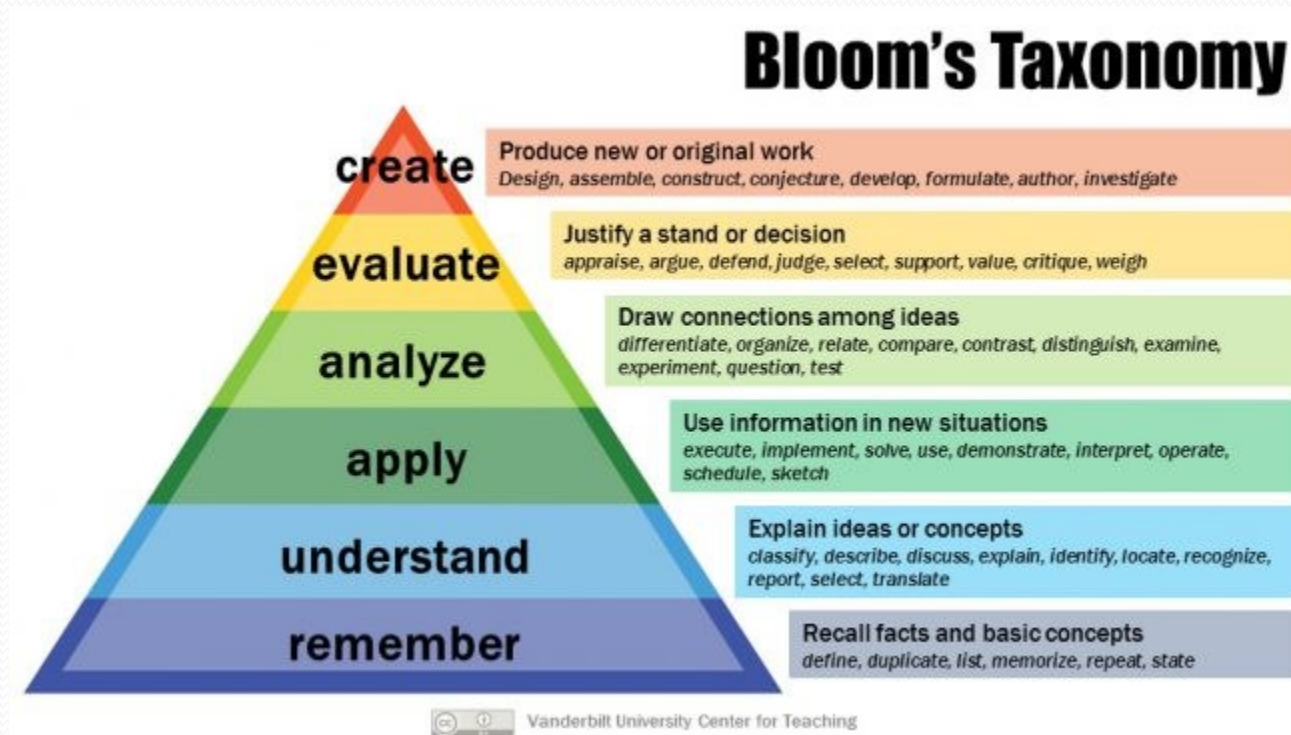 Bloom's Taxonomy
create
Produce new or original work
Design, assemble, construct, conjecture, develop, formulate, author, investigate
evaluate
Justify a stand or decision
appraise, argue, defend, judge, select, support, value, critique, weigh
analyze
Draw connections among ideas
differentiate, organize, relate, compare, contrast, distinguish, examine,
experiment, question, test
apply
Use information in new situations
execute, implement, solve, use, demonstrate, interpret, operate,
schedule, sketch
understand
Explain ideas or concepts
classify, describe, discuss, explain, identify, locate, recognize,
report, select, translate
remember
Recall facts and basic concepts
define, duplicate, list, memorize, repeat, state
cc
Vanderbilt University Center for Teaching